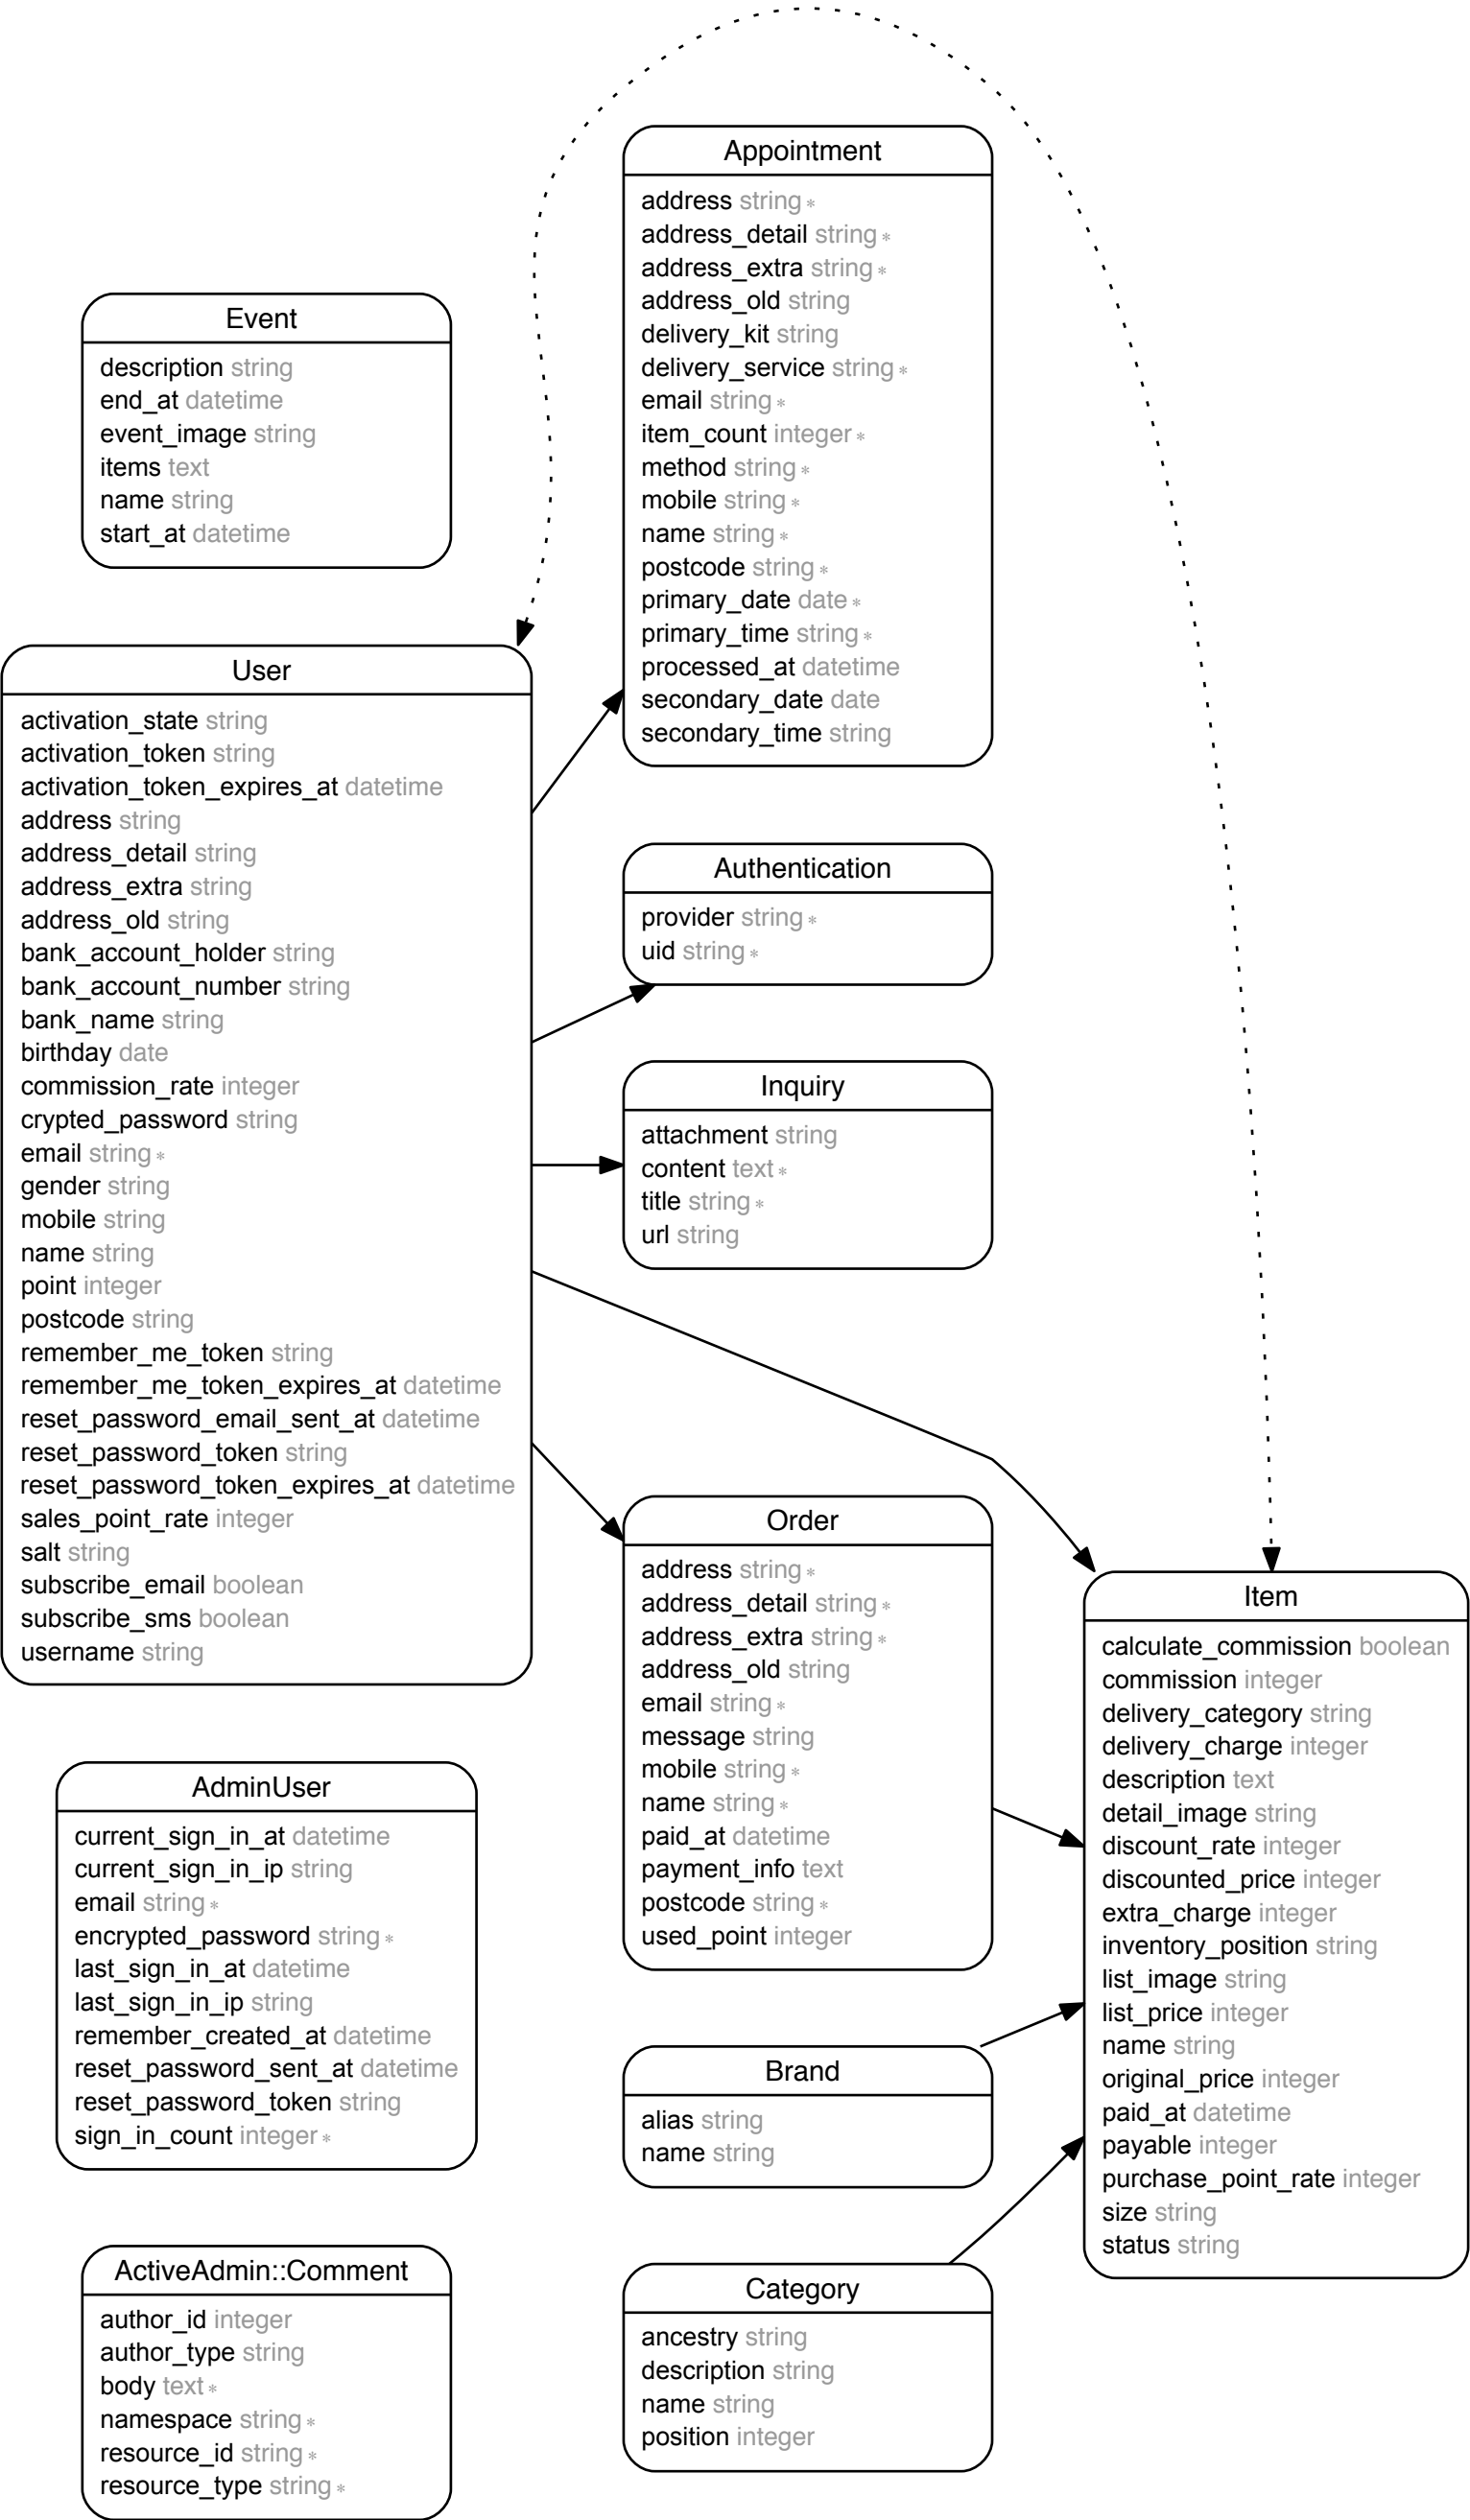 Appointment
address string∗
address_detail string∗
address_extra string∗
address_old string
delivery_kit string
delivery_service string∗
email string∗
item_count integer∗
method string∗
mobile string∗
name string∗
postcode string∗
primary_date date∗
primary_time string∗
processed_at datetime
secondary_date date
secondary_time string
Event
description string
end_at datetime
event_image string
items text
name string
start_at datetime
User
activation_state string
activation_token string
activation_token_expires_at datetime
address string
address_detail string
address_extra string
address_old string
bank_account_holder string
bank_account_number string
bank_name string
birthday date
commission_rate integer
crypted_password string
email string∗
gender string
mobile string
name string
point integer
postcode string
remember_me_token string
remember_me_token_expires_at datetime
reset_password_email_sent_at datetime
reset_password_token string
reset_password_token_expires_at datetime
sales_point_rate integer
salt string
subscribe_email boolean
subscribe_sms boolean
username string
Authentication
provider string∗
uid string∗
Inquiry
attachment string
content text∗
title string∗
url string
Order
address string∗
address_detail string∗
address_extra string∗
address_old string
email string∗
message string
mobile string∗
name string∗
paid_at datetime
payment_info text
postcode string∗
used_point integer
Item
calculate_commission boolean
commission integer
delivery_category string
delivery_charge integer
description text
detail_image string
discount_rate integer
discounted_price integer
extra_charge integer
inventory_position string
list_image string
list_price integer
name string
original_price integer
paid_at datetime
payable integer
purchase_point_rate integer
size string
status string
AdminUser
current_sign_in_at datetime
current_sign_in_ip string
email string∗
encrypted_password string∗
last_sign_in_at datetime
last_sign_in_ip string
remember_created_at datetime
reset_password_sent_at datetime
reset_password_token string
sign_in_count integer∗
Brand
alias string
name string
ActiveAdmin::Comment
author_id integer
author_type string
body text∗
namespace string∗
resource_id string∗
resource_type string∗
Category
ancestry string
description string
name string
position integer